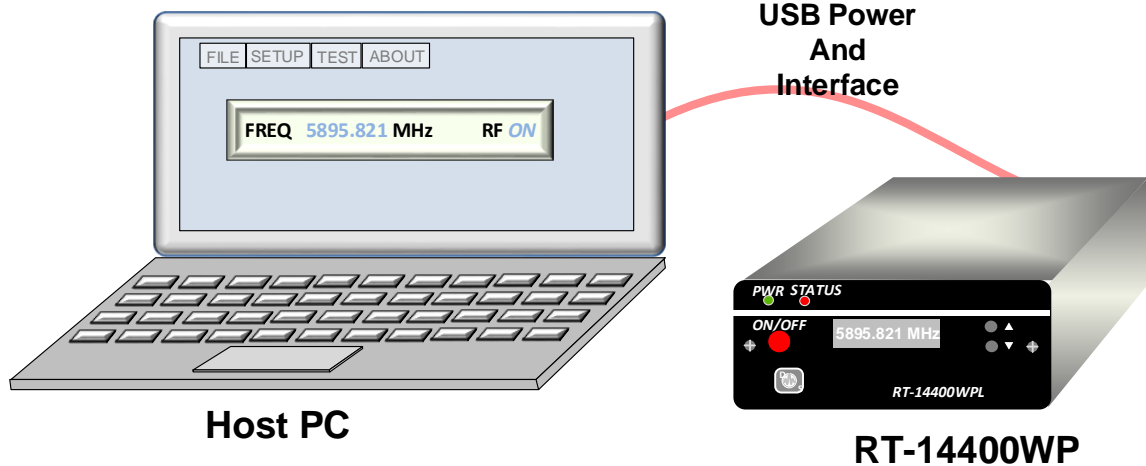 USB Power
And
Interface
FILE SETUP TEST ABOUT
FREQ 5895.821 MHz RF ON
PWR STATUS
ON/OFF
5895.821 MHz
RT-14400WPL
Host PC
RT-14400WP